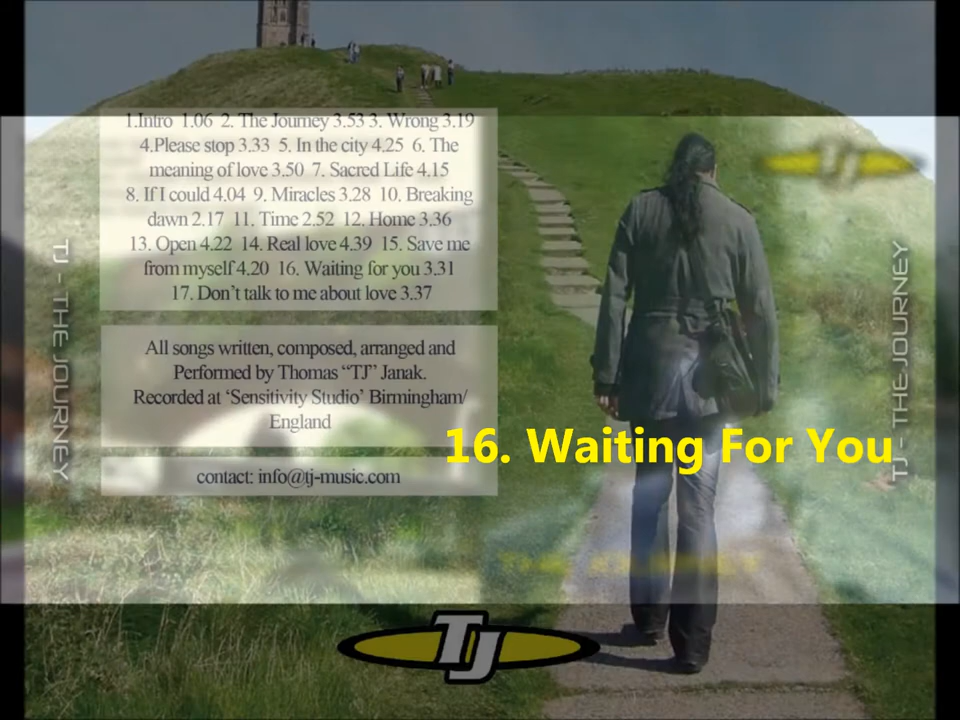 1.Intro 1.06 2. The Journey 3.53 3. Wrong 3.19
4.Please stop 3.33 5. In the city 4.25 6. The
meaning of love 3.50 7. Sacred Life 4.15
8. If I could 4.04 9. Miracles 3.28 10. Breaking
dawn 2.17 11. Time 2.52 12. Home 3.36
13. Open 4.22 14. Real love 4.39 15. Save me
from myself 4.20 16. Waiting for you 3.31
17. Don't talk to me about love 3.37
All songs written, composed, arranged and
Performed by Thomas “TJ” Janak.
Recorded at ‘Sensitivity Studio’ Birmingham/
England
contact: info@tj-music.com
TJ - THE JOURNEY
TJ - THE JOURNEY
TJ
16. Waiting For You
THE JOURNEY
TJ